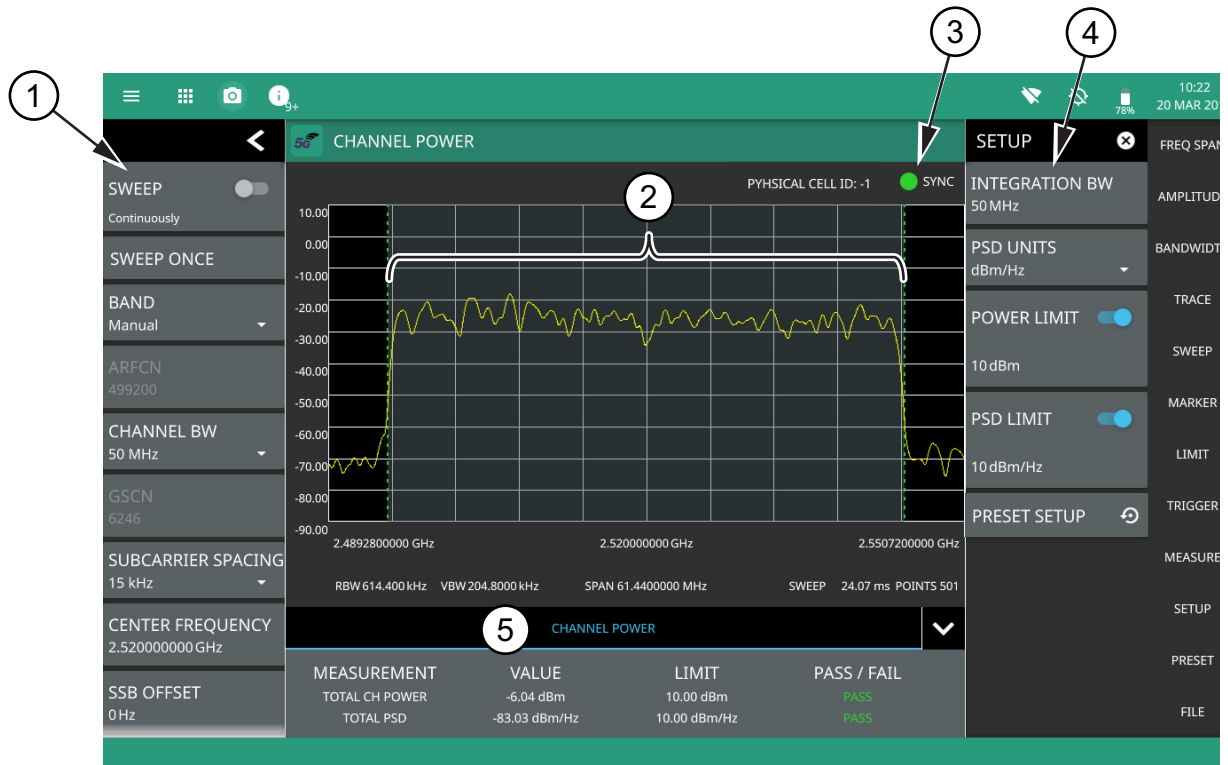 3
4
1
9+
78%
10:22
20 MAR 201
5G
CHANNEL POWER
SETUP
FREQ SPAN
SWEEP
Continuously
SWEEP ONCE
BAND
Manual
ARFCN
499200
CHANNEL BW
50 MHz
GSCN
6246
SUBCARRIER SPACING
15 kHz
CENTER FREQUENCY
2.520000000 GHz
SSB OFFSET
0 Hz
PYHSICAL CELL ID: -1
SYNC
2
10.00
0.00
-10.00
-20.00
-30.00
-40.00
-50.00
-60.00
-70.00
-80.00
-90.00
2.4892800000 GHz
2.520000000 GHz
2.5507200000 GHz
RBW 614.400 kHz VBW 204.8000 kHz SPAN 61.4400000 MHz SWEEP 24.07 ms POINTS 501
5
CHANNEL POWER
MEASUREMENT VALUE LIMIT PASS / FAIL
TOTAL CH POWER -6.04 dBm 10.00 dBm PASS
TOTAL PSD -83.03 dBm/Hz 10.00 dBm/Hz PASS
INTEGRATION BW
50 MHz
PSD UNITS
dBm/Hz
POWER LIMIT
10 dBm
PSD LIMIT
10 dBm/Hz
PRESET SETUP
AMPLITUD
BANDWIDT
TRACE
SWEEP
MARKER
LIMIT
TRIGGER
MEASURE
SETUP
PRESET
FILE